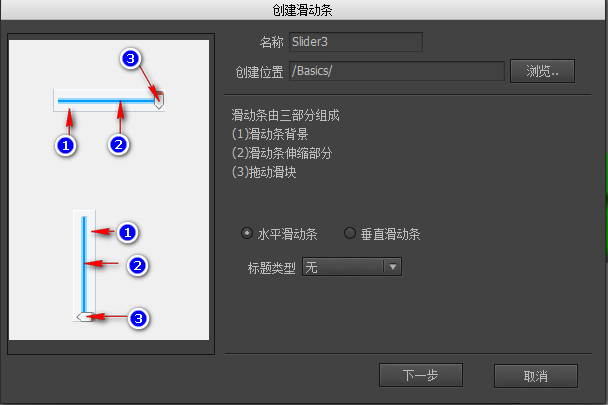 创建滑动条
名称 Slider3
创建位置 /Basics/ 浏览..
滑动条由三部分组成
(1)滑动条背景
(2)滑动条伸缩部分
(3)拖动滑块
水平滑动条 垂直滑动条
标题类型 无
下一步 取消
3
1 2
1
2
3